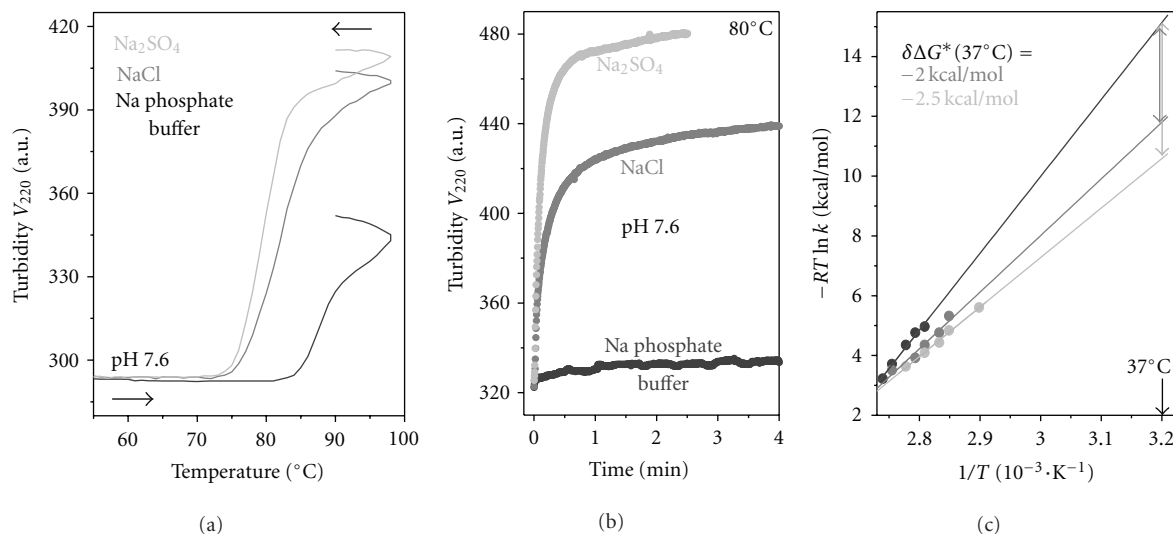 420
390
360
330
300
Turbidity V220 (a.u.)
Na2SO4
NaCl
Na phosphate
buffer
pH 7.6
60 70 80 90 100
Temperature (°C)
(a)
480
440
400
360
320
Turbidity V220 (a.u.)
80°C
Na2SO4
NaCl
pH 7.6
Na phosphate
buffer
0 1 2 3 4
Time (min)
(b)
14
12
10
8
6
4
2
−RT ln k (kcal/mol)
δΔG* (37°C) =
−2 kcal/mol
−2.5 kcal/mol
37°C
2.8 2.9 3 3.1 3.2
1/T (10−3·K−1)
(c)